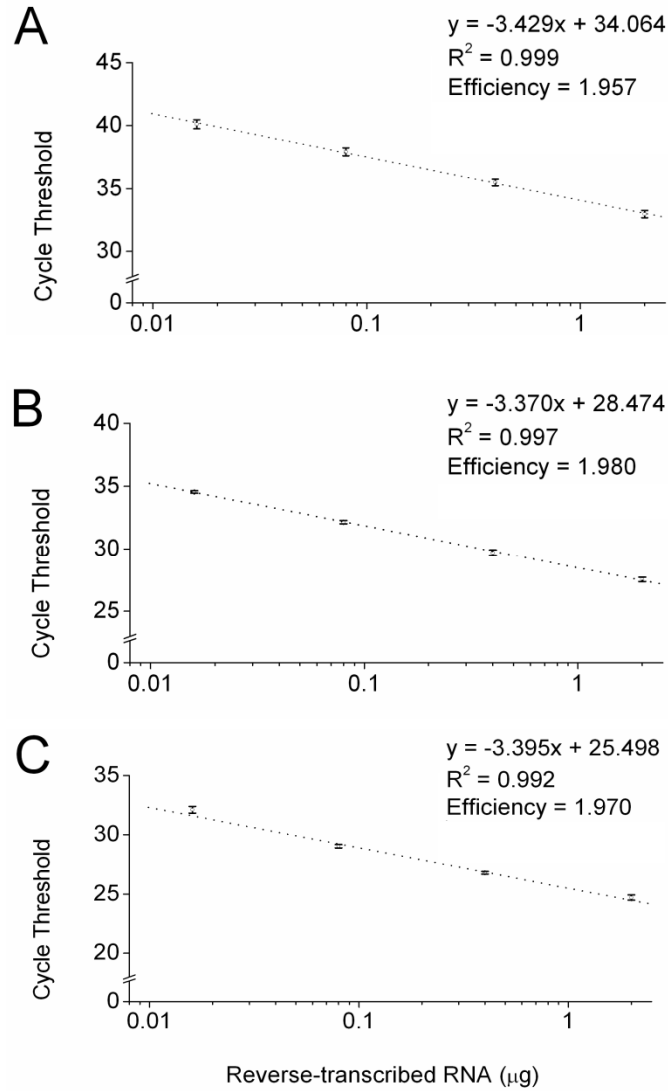 A
y = -3.429x + 34.064
R² = 0.999
Efficiency = 1.957
45
40
35
30
0
Cycle Threshold
0.01 0.1 1
B
y = -3.370x + 28.474
R² = 0.997
Efficiency = 1.980
40
35
30
25
0
Cycle Threshold
0.01 0.1 1
C
y = -3.395x + 25.498
R² = 0.992
Efficiency = 1.970
35
30
25
20
0
Cycle Threshold
0.01 0.1 1
Reverse-transcribed RNA (μg)